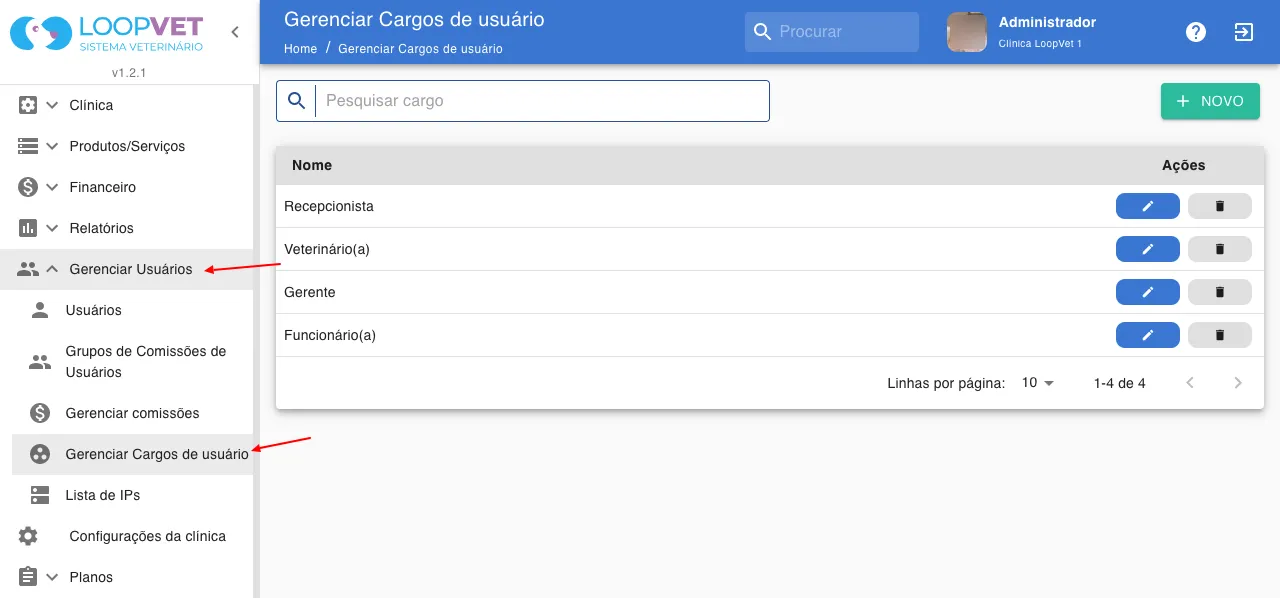 LOOPVET
SISTEMA VETERINÁRIO
v1.2.1
Clínica
Produtos/Serviços
Financeiro
Relatórios
Gerenciar Usuários
Usuários
Grupos de Comissões de
Usuários
Gerenciar comissões
Gerenciar Cargos de usuário
Lista de IPs
Configurações da clínica
Planos
Gerenciar Cargos de usuário
Home / Gerenciar Cargos de usuário
Procurar
Administrador
Clinica LoopVet 1
Pesquisar cargo
+ NOVO
Nome Ações
Recepcionista
Veterinário(a)
Gerente
Funcionário(a)
Linhas por página: 10 1-4 de 4